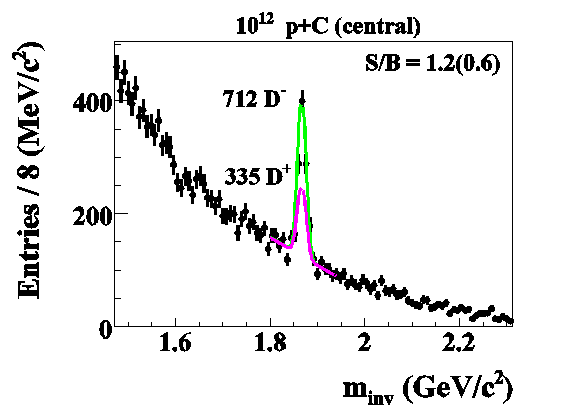 10¹² p+C (central)
S/B = 1.2(0.6)
712 D⁻
335 D⁺
Entries / 8 (MeV/c²)
400
200
0
1.6
1.8
2
2.2
m_inv (GeV/c²)